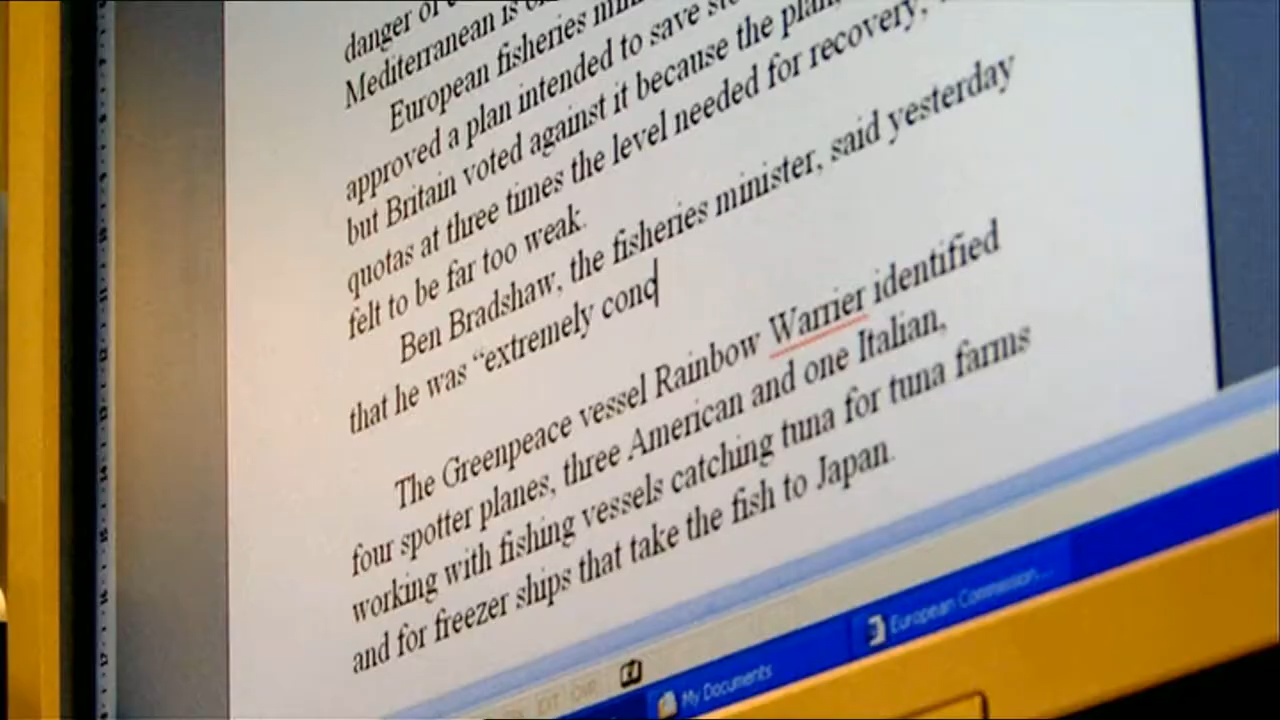 danger of
Mediterranean is
European fisheries
approved a plan intended to save
but Britain voted against it because the plan,
quotas at three times the level needed for recovery,
felt to be far too weak.
Ben Bradshaw, the fisheries minister, said yesterday
that he was “extremely conc
The Greenpeace vessel Rainbow Warrier identified
four spotter planes, three American and one Italian,
working with fishing vessels catching tuna for tuna farms
and for freezer ships that take the fish to Japan.
European Commission...
My Documents